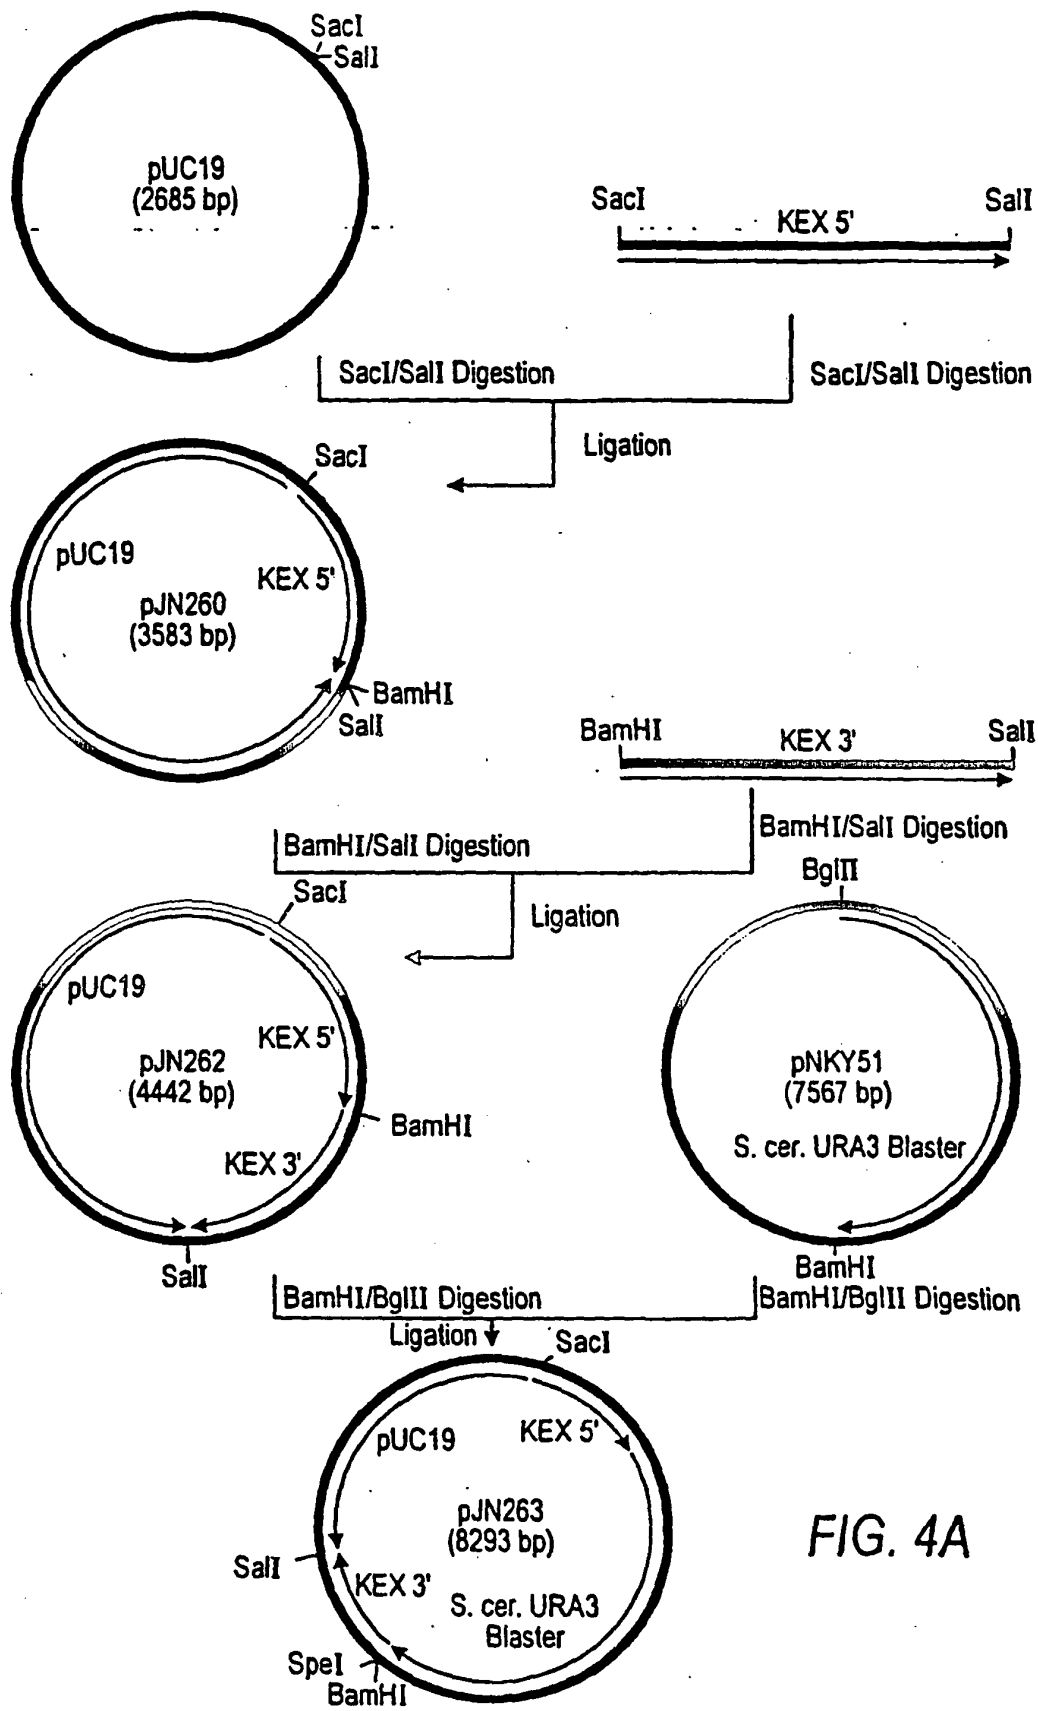 SacI
SalI
pUC19
(2685 bp)
SacI
SalI
KEX 5'
SacI/SalI Digestion
SacI/SalI Digestion
Ligation
SacI
pUC19
KEX 5'
pJN260
(3583 bp)
BamHI
SalI
BamHI
SalI
KEX 3'
BamHI/SalI Digestion
BamHI/SalI Digestion
BglII
SacI
Ligation
pUC19
KEX 5'
pJN262
(4442 bp)
BamHI
KEX 3'
SalI
pNKY51
(7567 bp)
S. cer. URA3 Blaster
BamHI
BamHI/BglII Digestion
BamHI/BglII Digestion
Ligation
SacI
pUC19
KEX 5'
pJN263
(8293 bp)
SalI
KEX 3'
S. cer. URA3
Blaster
SpeI
BamHI
FIG. 4A